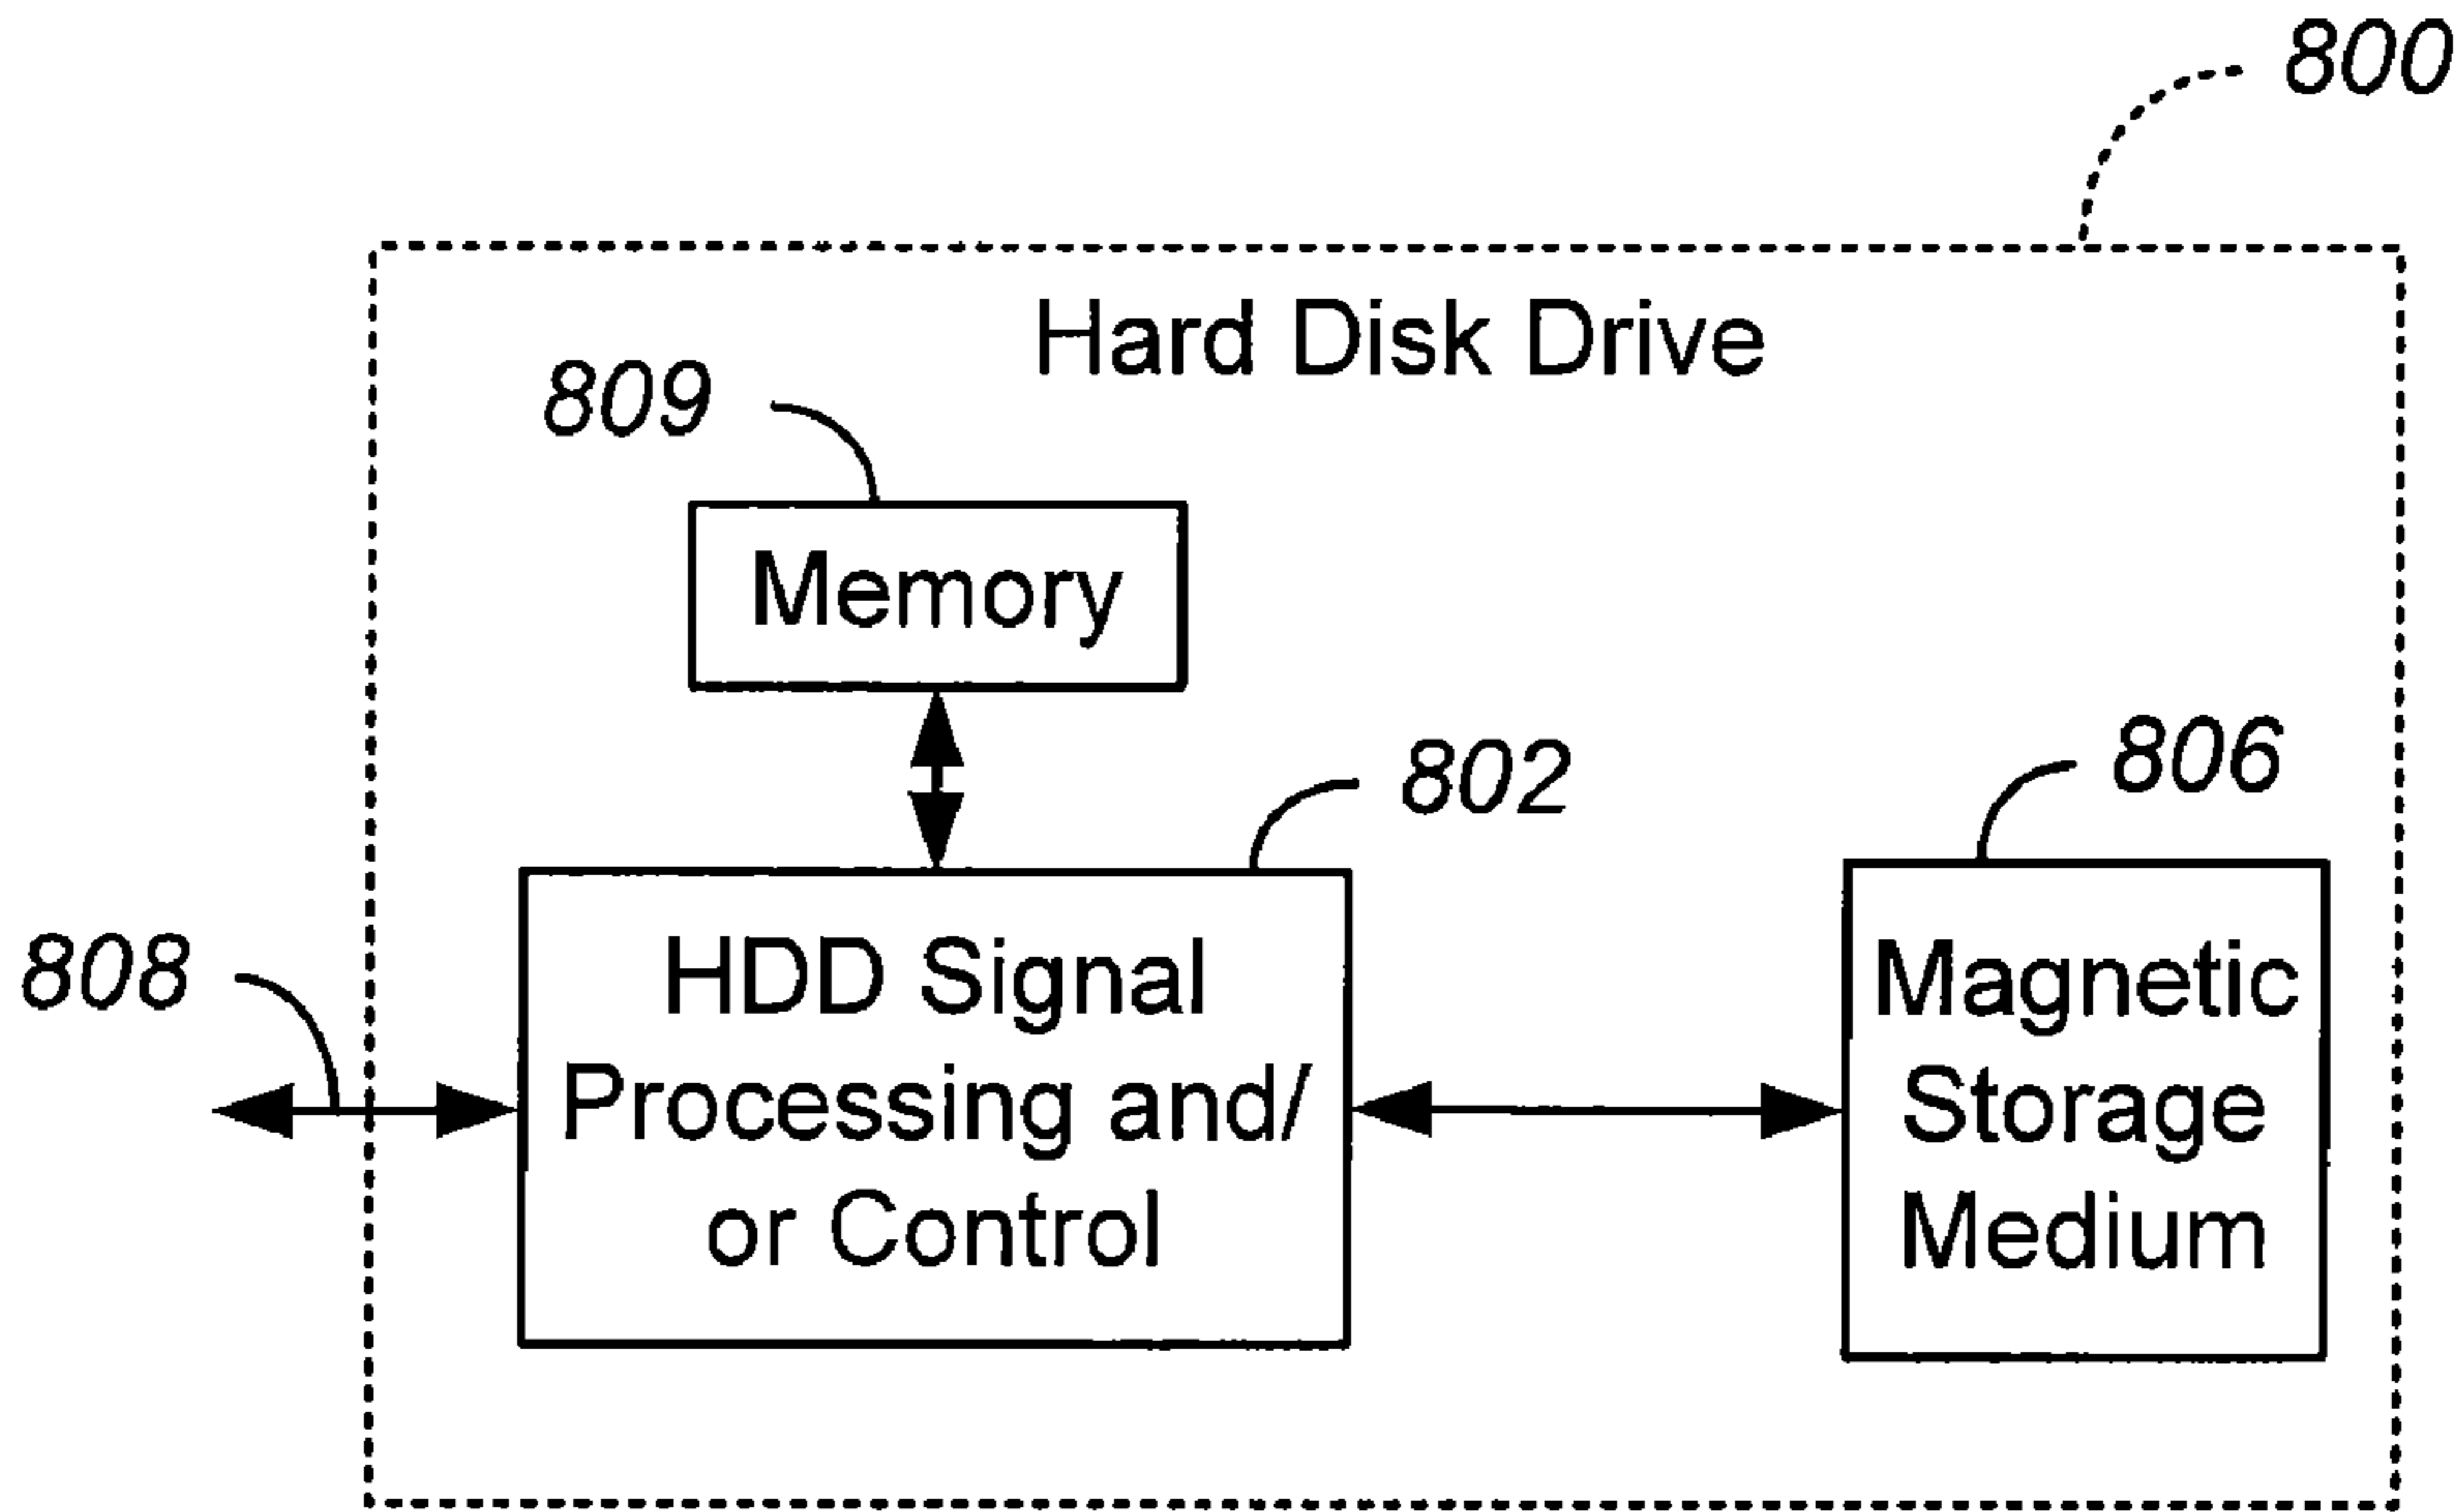 800
Hard Disk Drive
809
Memory
802
806
808
HDD Signal
Processing and/
or Control
Magnetic
Storage
Medium